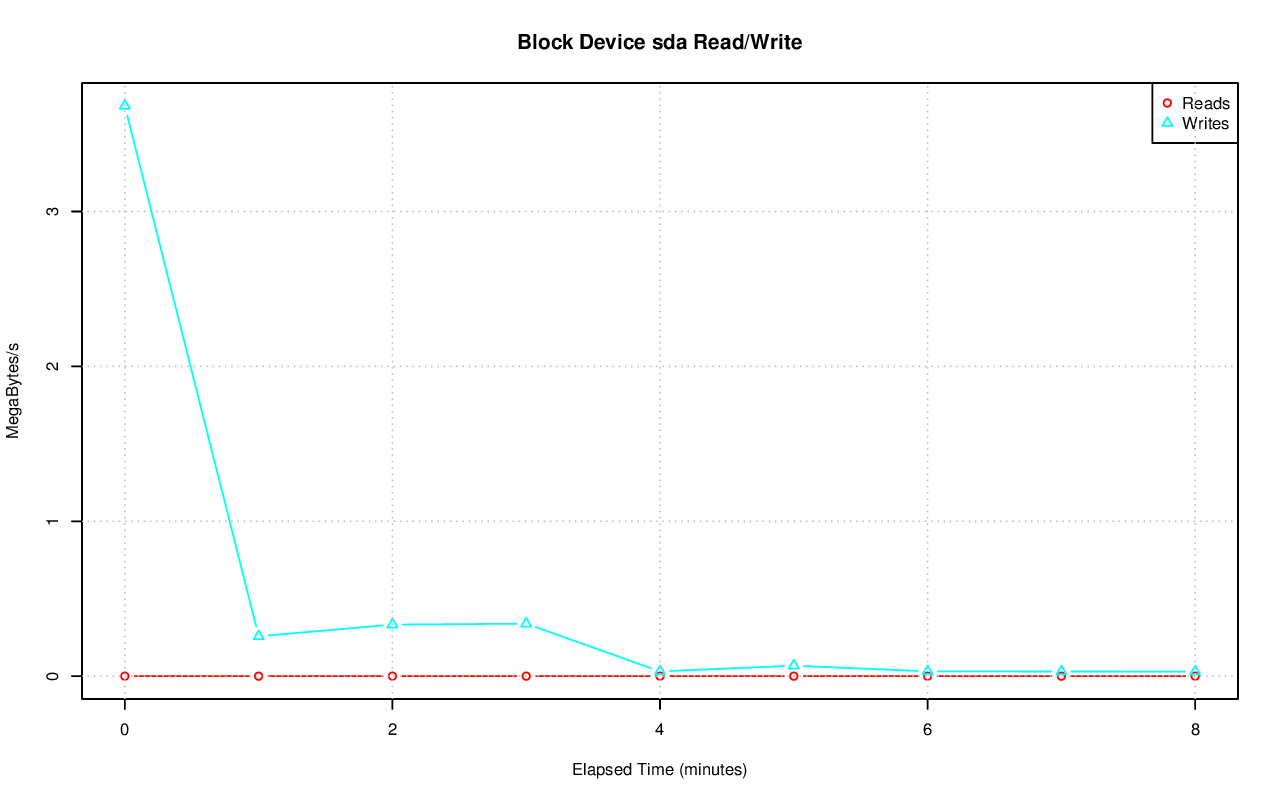 Block Device sda Read/Write
Reads
Writes
MegaBytes/s
3
2
1
0
0 2 4 6 8
Elapsed Time (minutes)